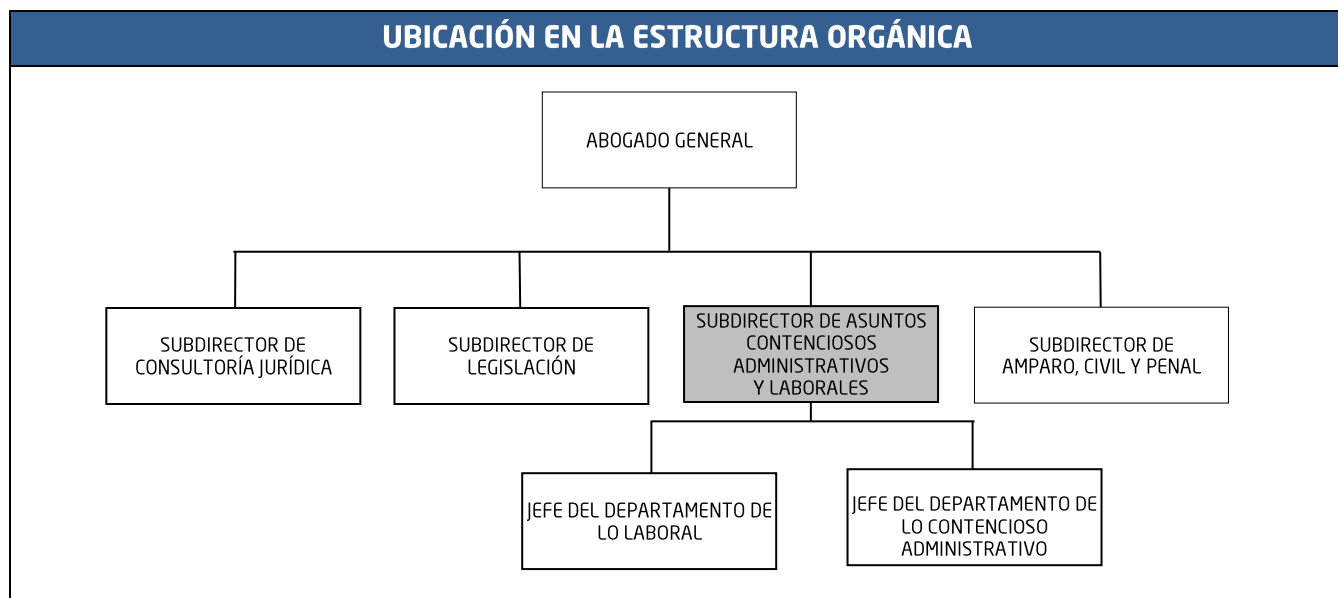 UBICACIÓN EN LA ESTRUCTURA ORGÁNICA
ABOGADO GENERAL
SUBDIRECTOR DE
CONSULTORÍA JURÍDICA
SUBDIRECTOR DE
LEGISLACIÓN
SUBDIRECTOR DE ASUNTOS
CONTENCIOSOS
ADMINISTRATIVOS
Y LABORALES
SUBDIRECTOR DE
AMPARO, CIVIL Y PENAL
JEFE DEL DEPARTAMENTO DE
LO LABORAL
JEFE DEL DEPARTAMENTO DE
LO CONTENCIOSO
ADMINISTRATIVO